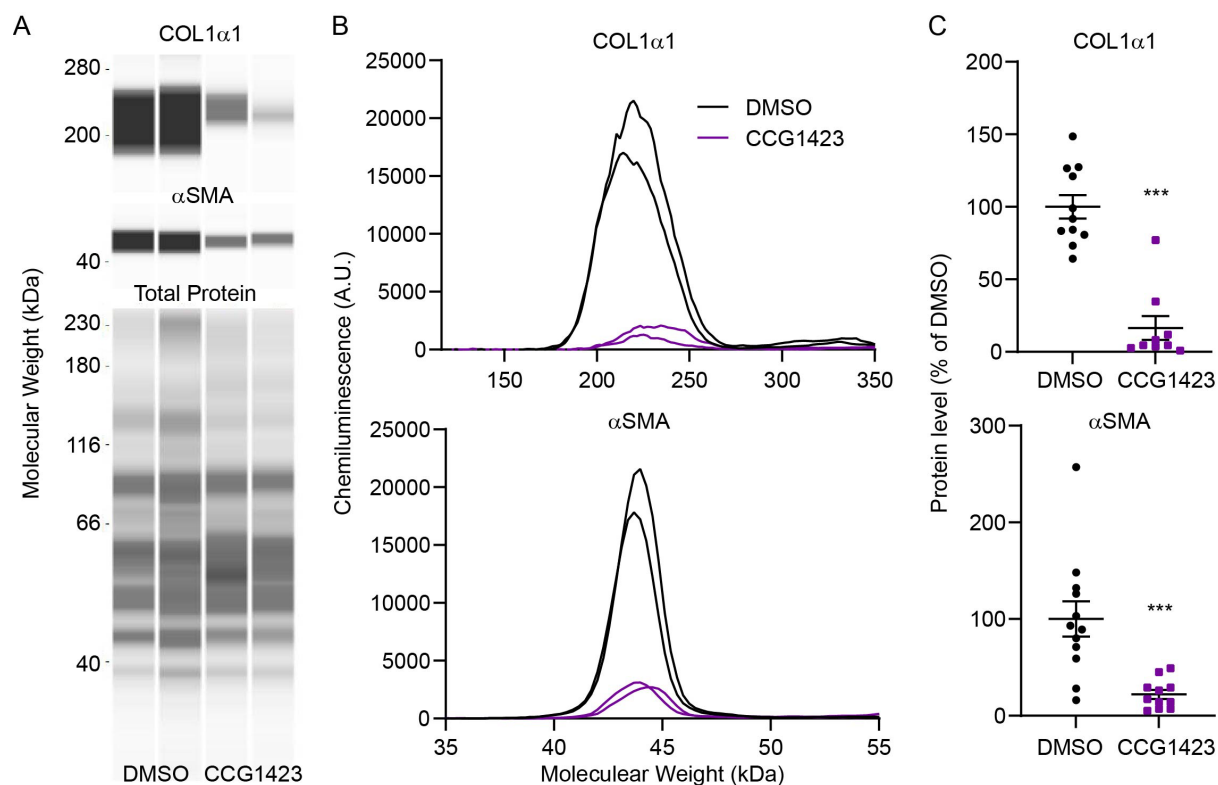 A
COL1α1
280
200
αSMA
40
Total Protein
230
180
116
66
40
Molecular Weight (kDa)
DMSO CCG1423
B
COL1α1
25000
20000
15000
10000
5000
0
150 200 250 300 350
DMSO
CCG1423
αSMA
25000
20000
15000
10000
5000
0
35 40 45 50 55
Chemiluminescence (A.U.)
Moleculear Weight (kDa)
C
COL1α1
200
150
100
50
0
***
DMSO CCG1423
αSMA
300
200
100
0
***
DMSO CCG1423
Protein level (% of DMSO)